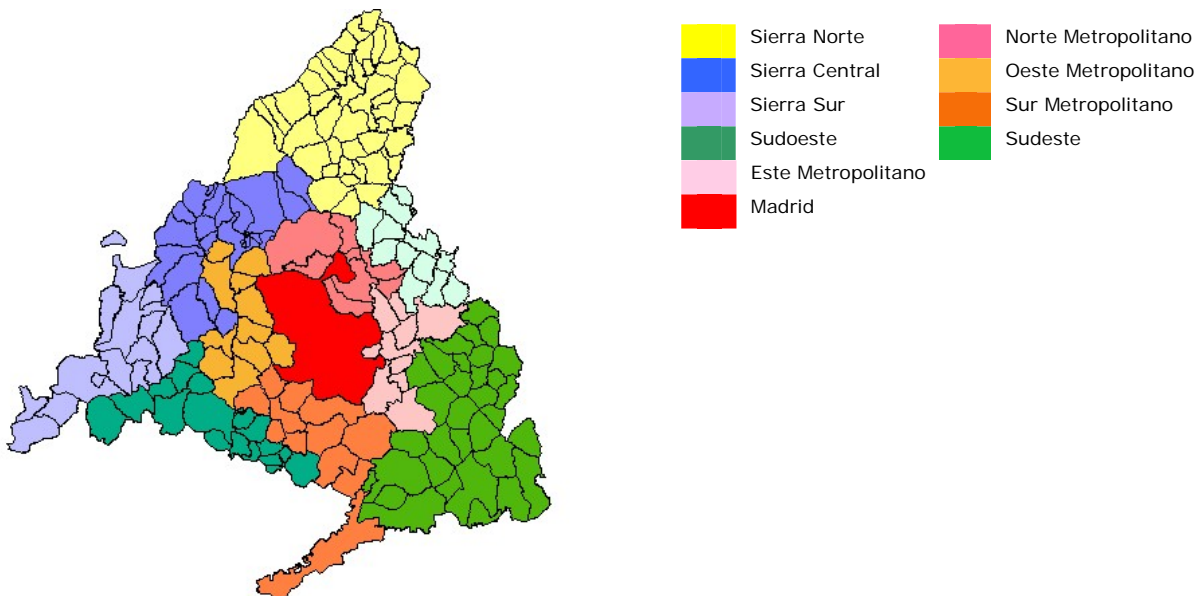 Sierra Norte
Sierra Central
Sierra Sur
Sudoeste
Este Metropolitano
Madrid
Norte Metropolitano
Oeste Metropolitano
Sur Metropolitano
Sudeste